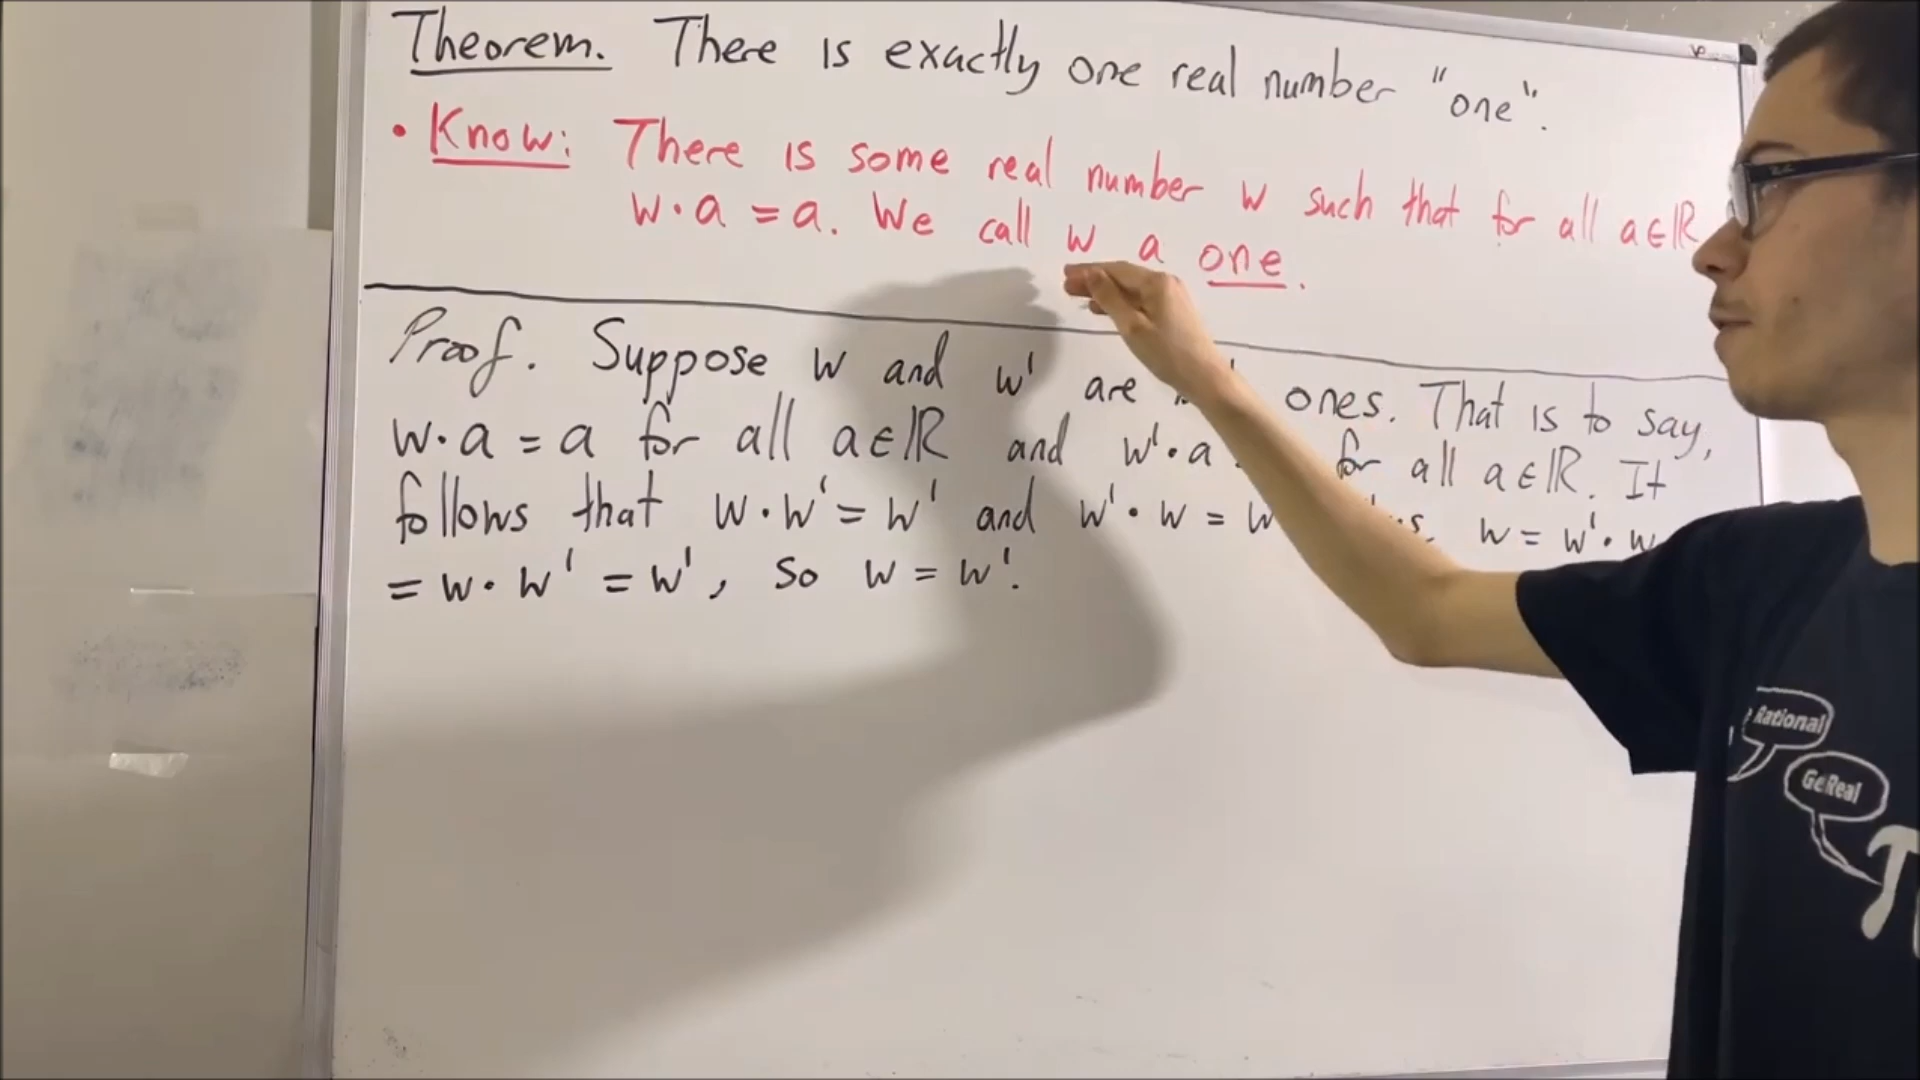 Theorem. There is exactly one real number "one".
• Know: There is some real number w such that for all a∈ℝ
w·a = a. We call w a one.
Proof. Suppose w and w' are ones. That is to say,
w·a = a for all a∈ℝ and w'·a for all a∈ℝ. It
follows that w·w' = w' and w'·w = w w = w'·w
= w·w' = w', so w = w'.
Rational
Get Real
π